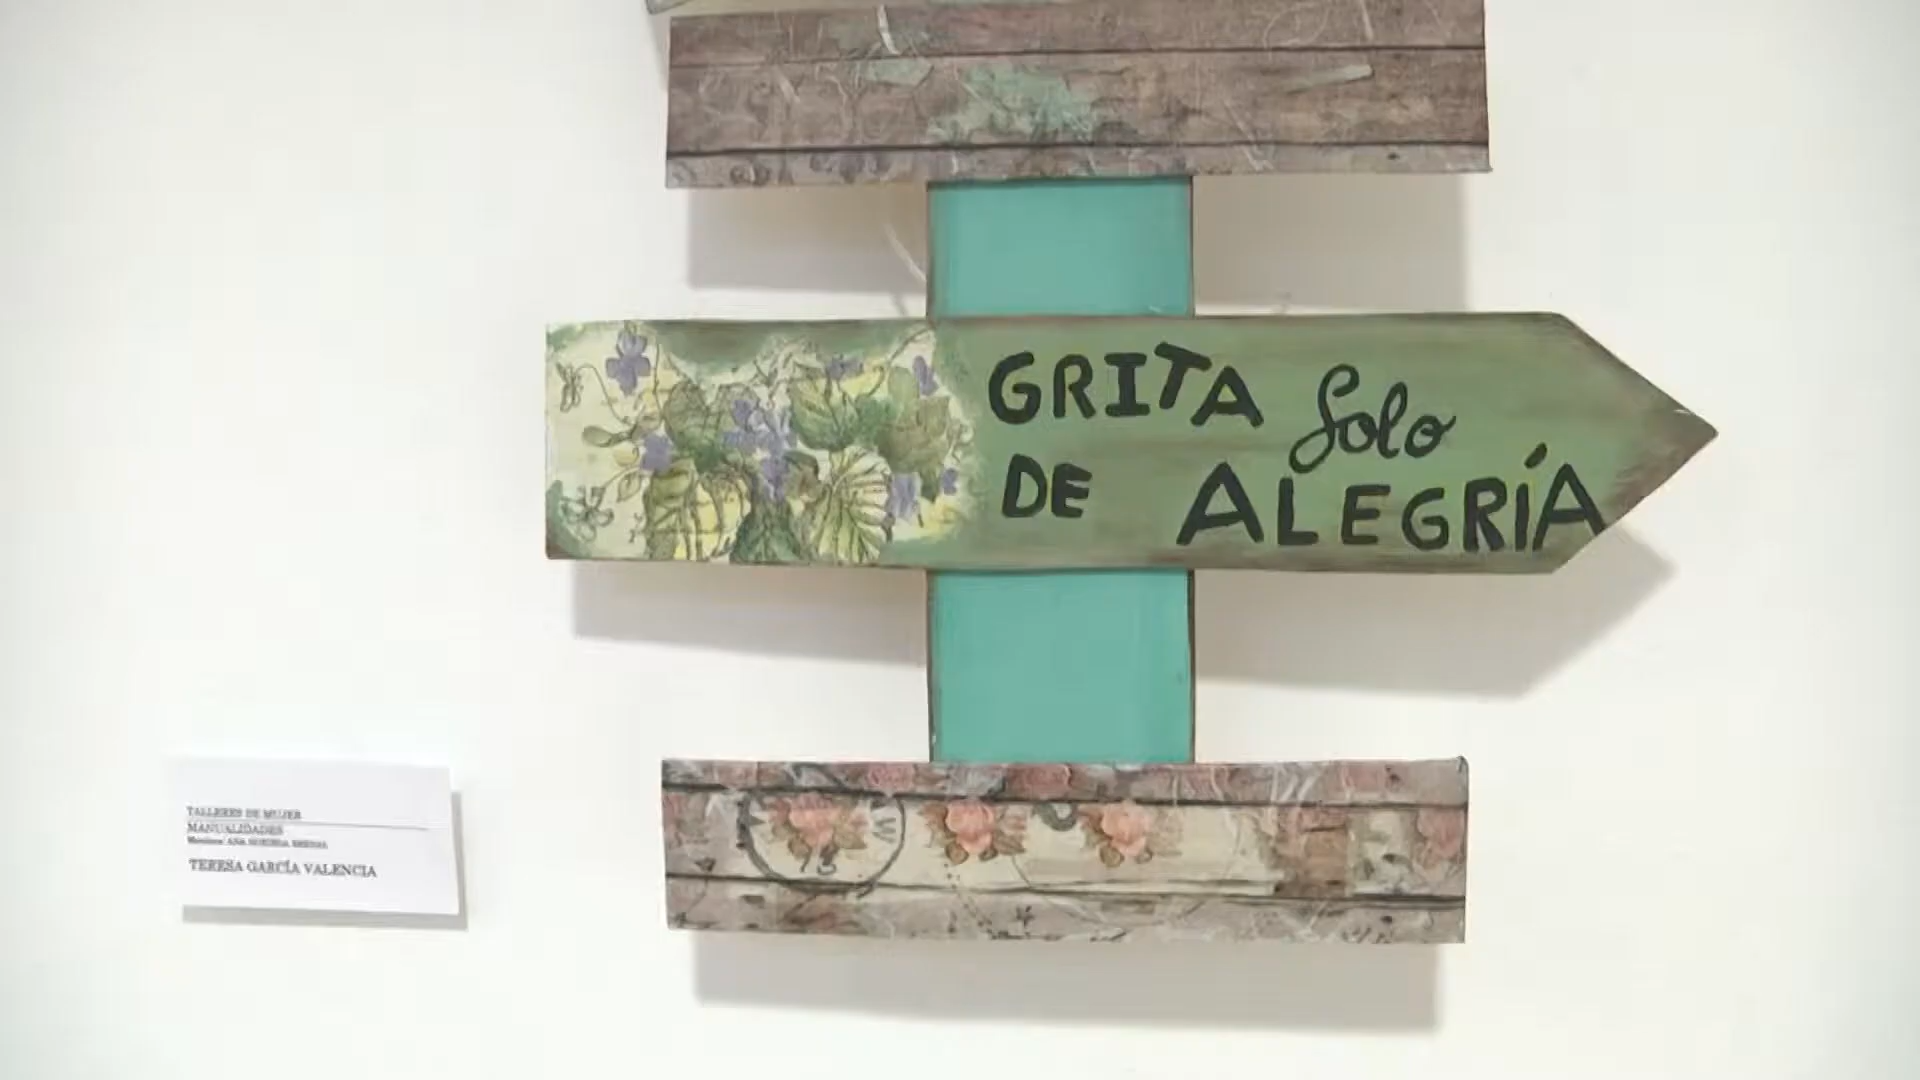 GRITA Solo
DE ALEGRÍA
TALLERES DE MUJER
MANUALIDADES
TERESA GARCÍA VALENCIA